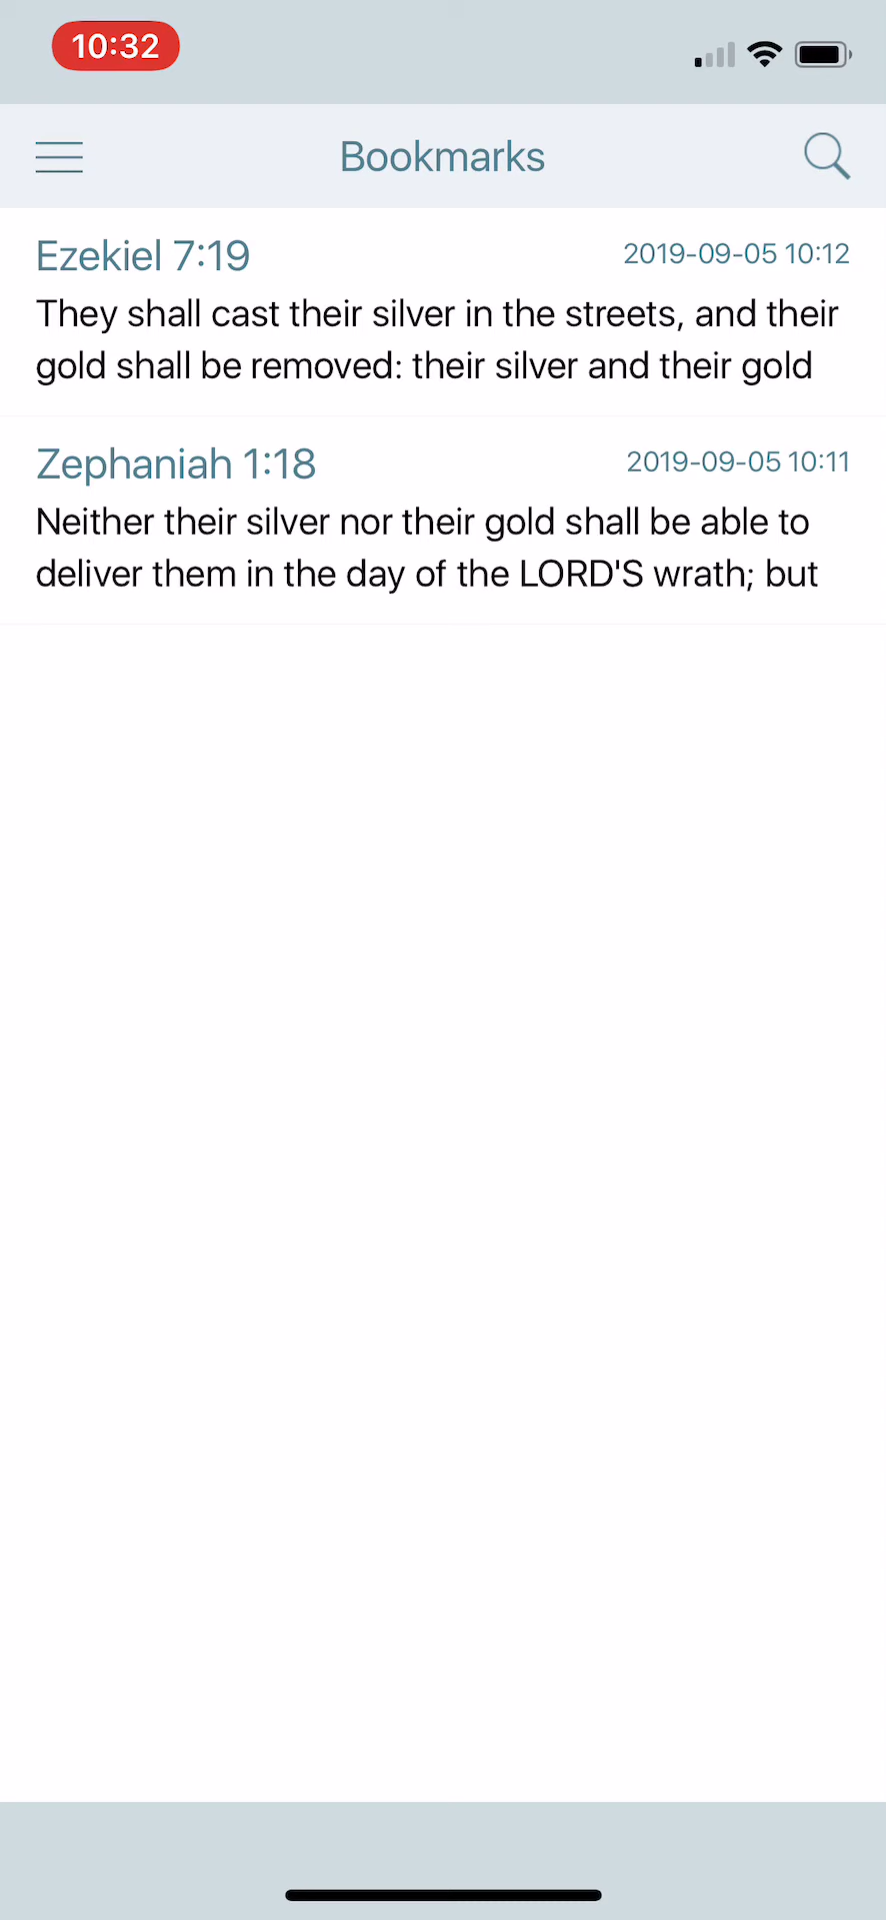 10:32
Bookmarks
Ezekiel 7:19 2019-09-05 10:12
They shall cast their silver in the streets, and their
gold shall be removed: their silver and their gold
Zephaniah 1:18 2019-09-05 10:11
Neither their silver nor their gold shall be able to
deliver them in the day of the LORD'S wrath; but